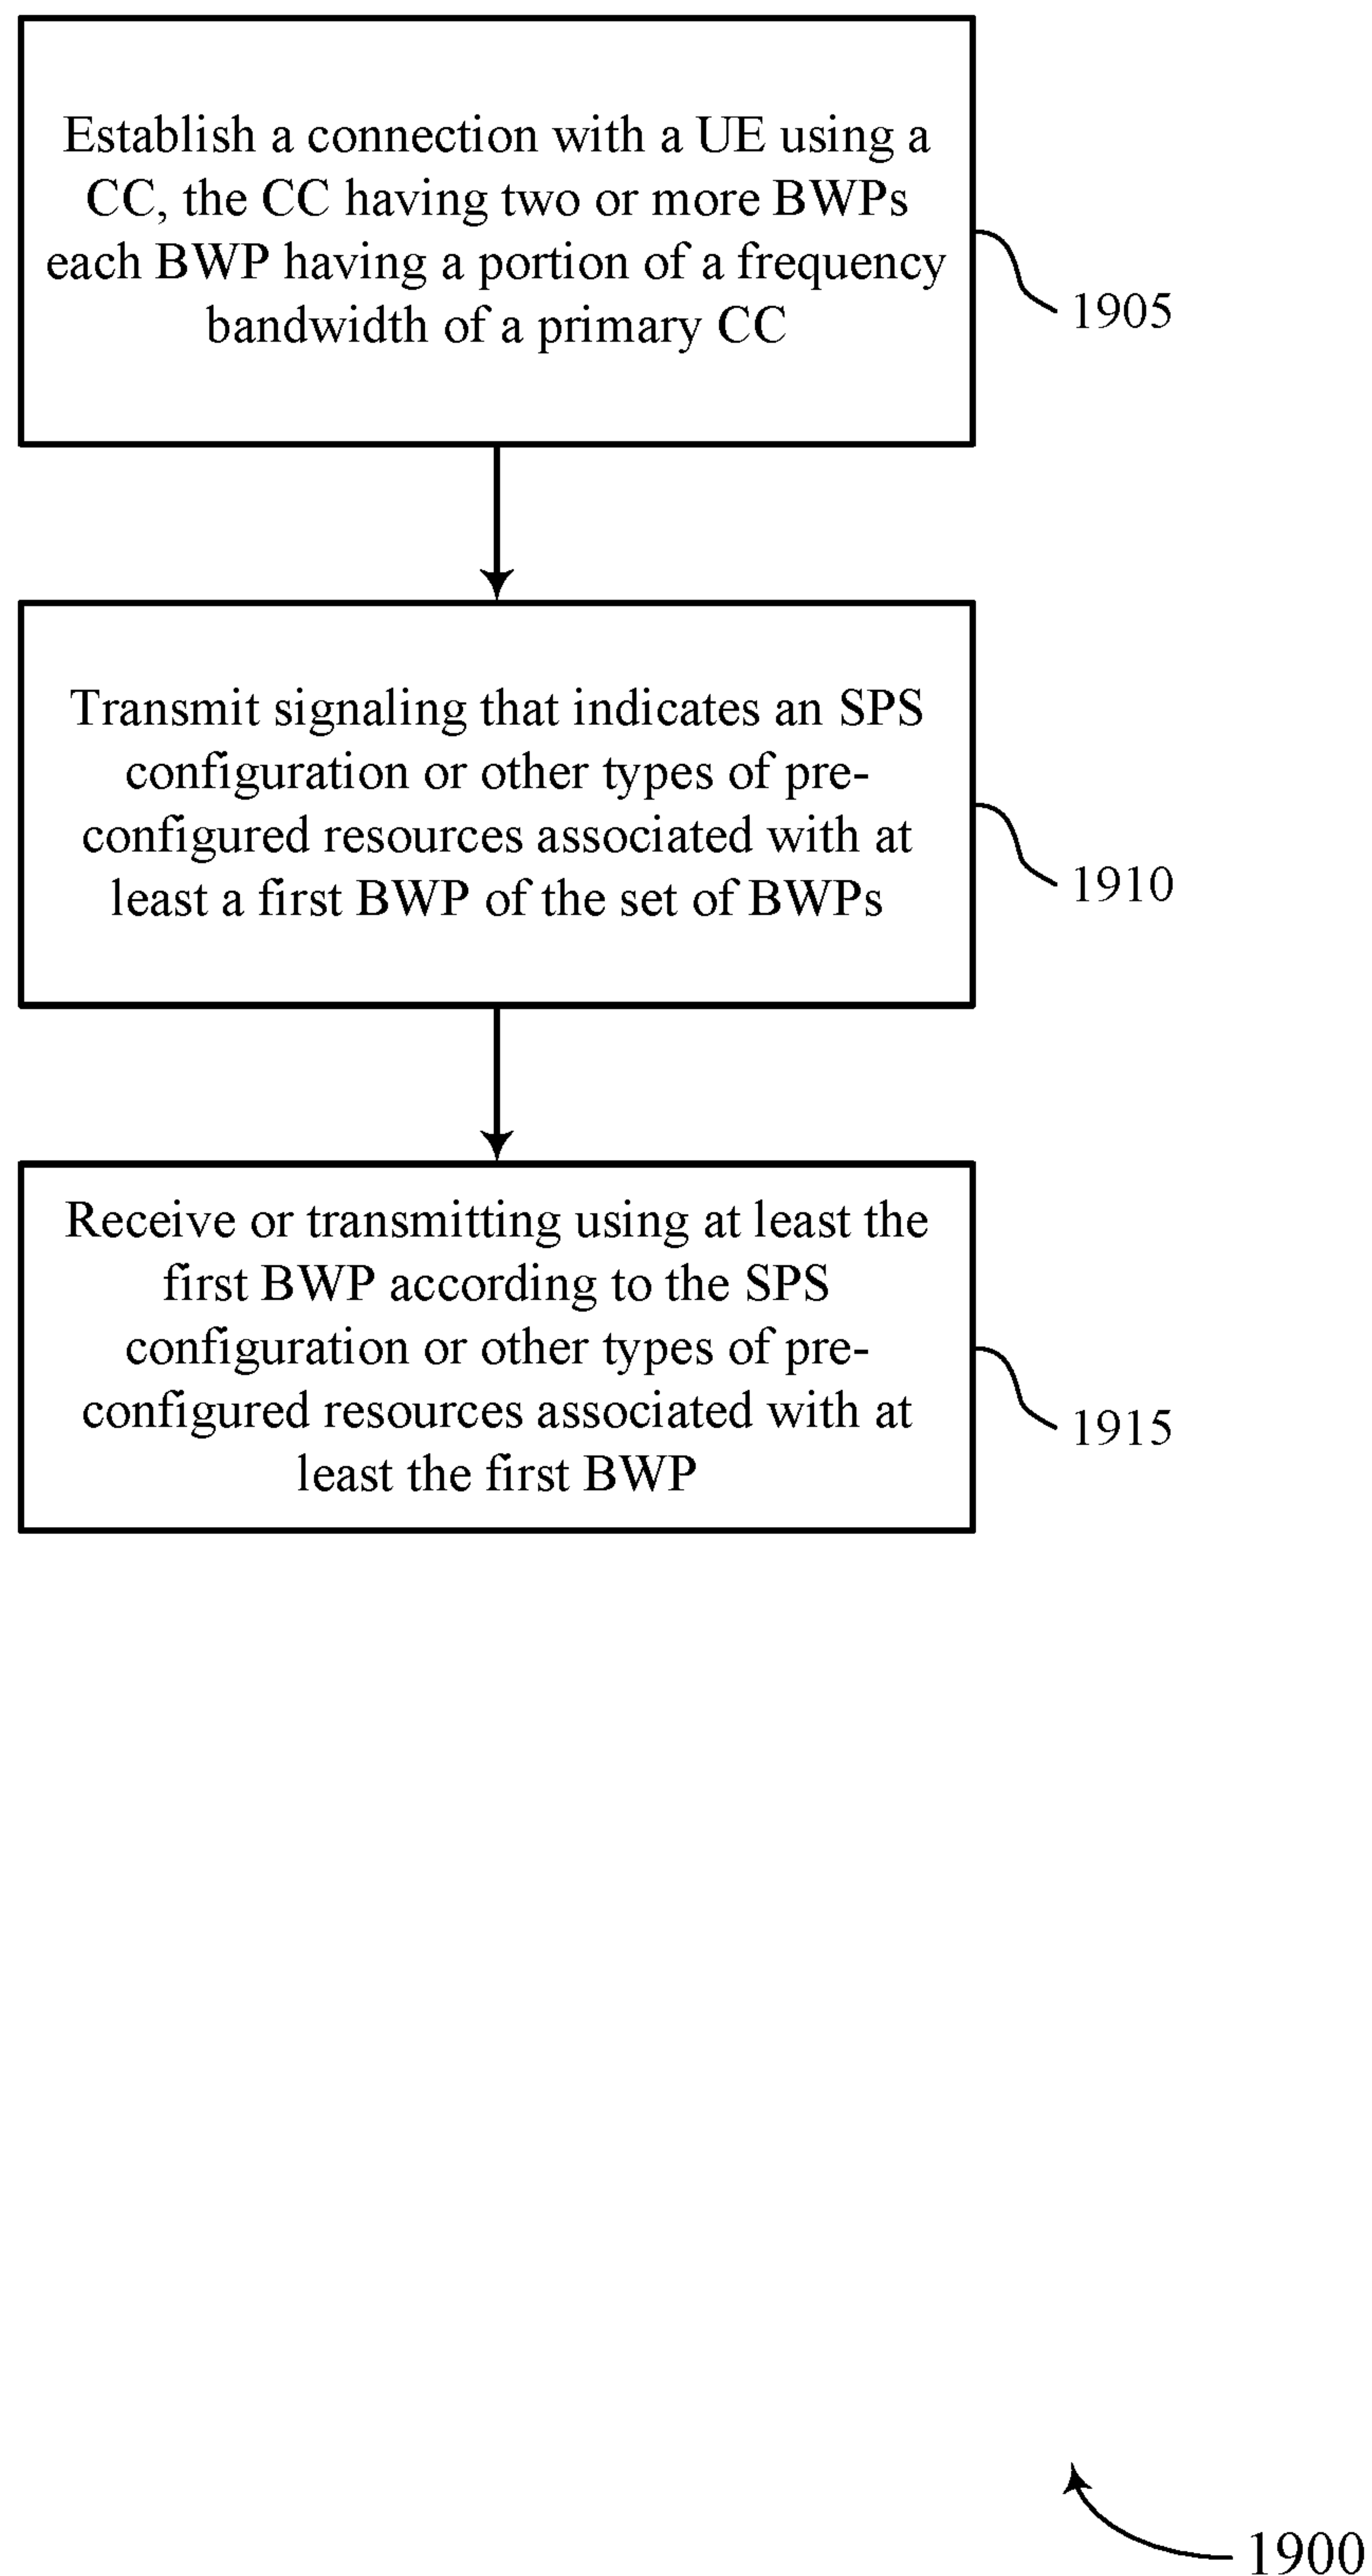 Establish a connection with a UE using a
CC, the CC having two or more BWPs
each BWP having a portion of a frequency
bandwidth of a primary CC
1905
Transmit signaling that indicates an SPS
configuration or other types of pre-
configured resources associated with at
least a first BWP of the set of BWPs
1910
Receive or transmitting using at least the
first BWP according to the SPS
configuration or other types of pre-
configured resources associated with at
least the first BWP
1915
1900